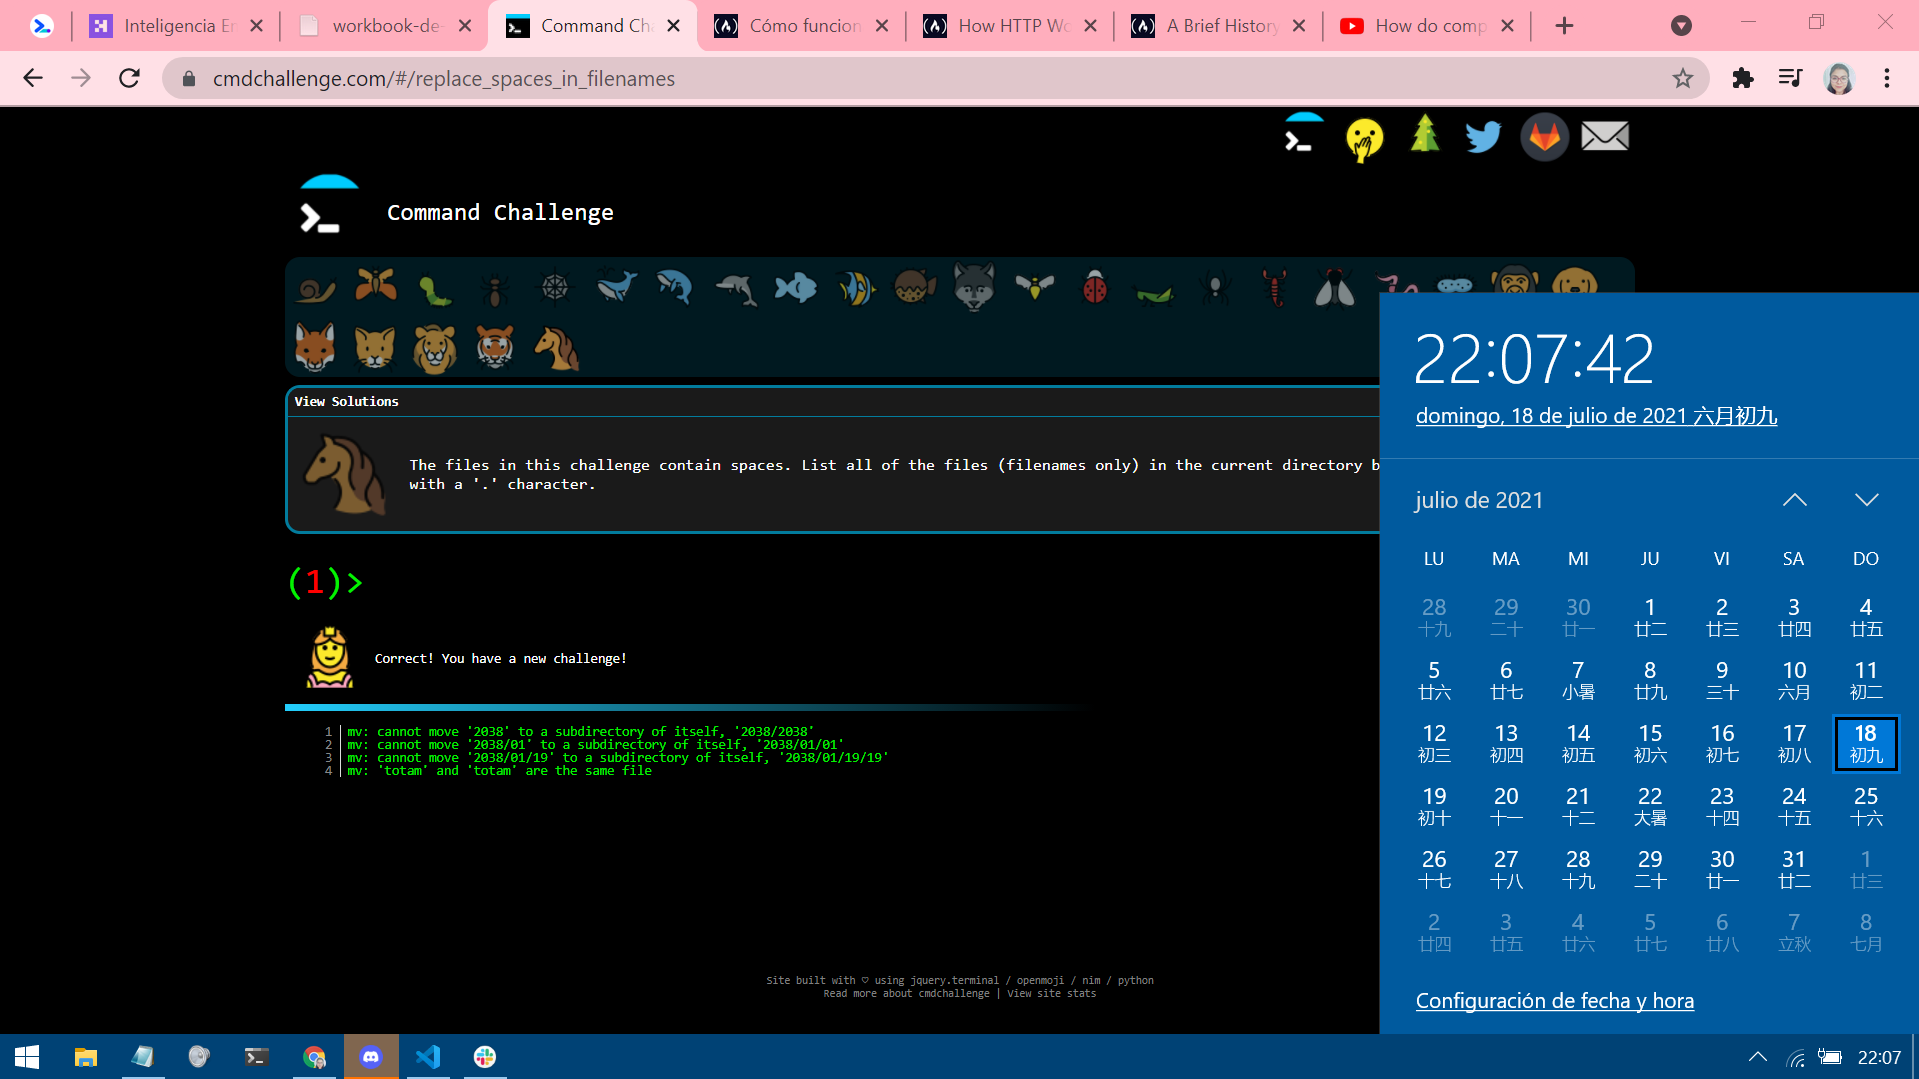 Inteligencia Em
workbook-de-
Command Cha
Cómo funcion
How HTTP Wo
A Brief History
How do comp
cmdchallenge.com/#/replace_spaces_in_filenames
Command Challenge
View Solutions
The files in this challenge contain spaces. List all of the files (filenames only) in the current directory b
with a '.' character.
(1)>
Correct! You have a new challenge!
1 mv: cannot move '2038' to a subdirectory of itself, '2038/2038'
2 mv: cannot move '2038/01' to a subdirectory of itself, '2038/01/01'
3 mv: cannot move '2038/01/19' to a subdirectory of itself, '2038/01/19/19'
4 mv: 'totam' and 'totam' are the same file
Site built with ♡ using jquery.terminal / openmoji / nim / python
Read more about cmdchallenge | View site stats
22:07:42
domingo, 18 de julio de 2021 六月初九
julio de 2021
LU MA MI JU VI SA DO
28 29 30 1 2 3 4
十九 二十 廿一 廿二 廿三 廿四 廿五
5 6 7 8 9 10 11
廿六 廿七 小暑 廿九 三十 六月 初二
12 13 14 15 16 17 18
初三 初四 初五 初六 初七 初八 初九
19 20 21 22 23 24 25
初十 十一 十二 大暑 十四 十五 十六
26 27 28 29 30 31 1
十七 十八 十九 二十 廿一 廿二 廿三
2 3 4 5 6 7 8
廿四 廿五 廿六 廿七 廿八 立秋 七月
Configuración de fecha y hora
22:07